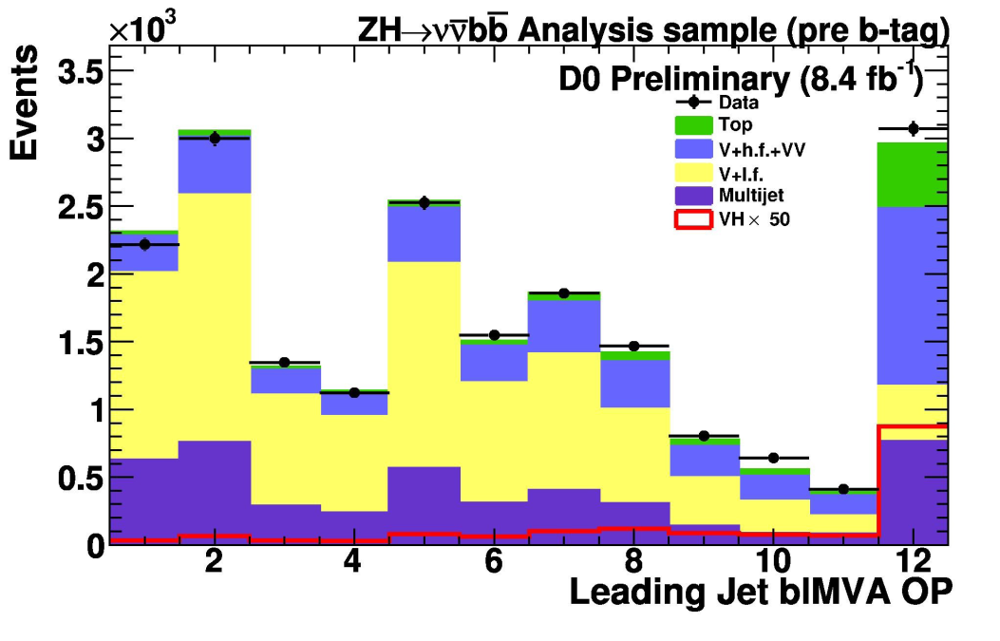 ×10³
ZH→νν̅bb̅ Analysis sample (pre b-tag)
D0 Preliminary (8.4 fb⁻¹)
Data
Top
V+h.f.+VV
V+l.f.
Multijet
VH × 50
Events
3.5
3
2.5
2
1.5
1
0.5
0
2 4 6 8 10 12
Leading Jet blMVA OP